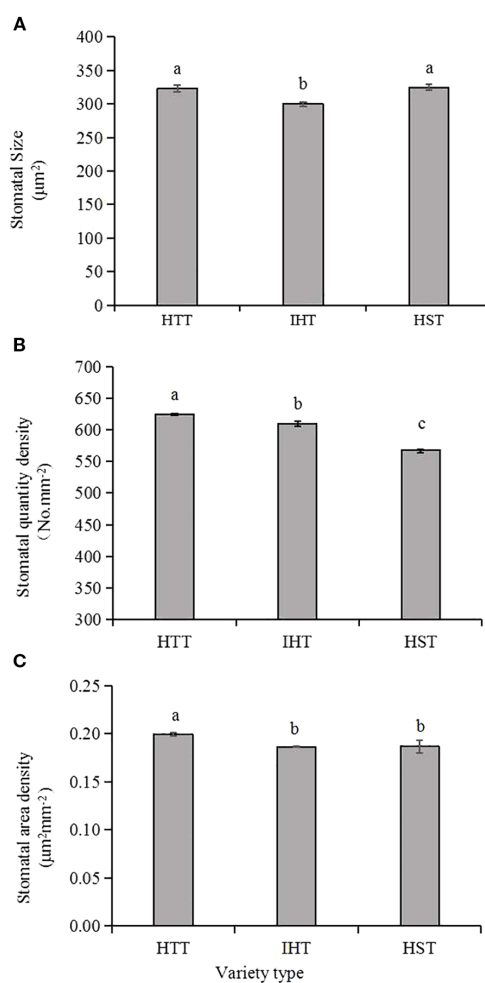 A
400
350
300
250
200
150
100
50
0
Stomatal Size
(μm²)
a
b
a
HTT
IHT
HST
B
700
650
600
550
500
450
400
350
300
Stomatal quantity density
（No.mm⁻²)
a
b
c
HTT
IHT
HST
C
0.25
0.20
0.15
0.10
0.05
0.00
Stomatal area density
(μm²mm⁻²)
a
b
b
HTT
IHT
HST
Variety type